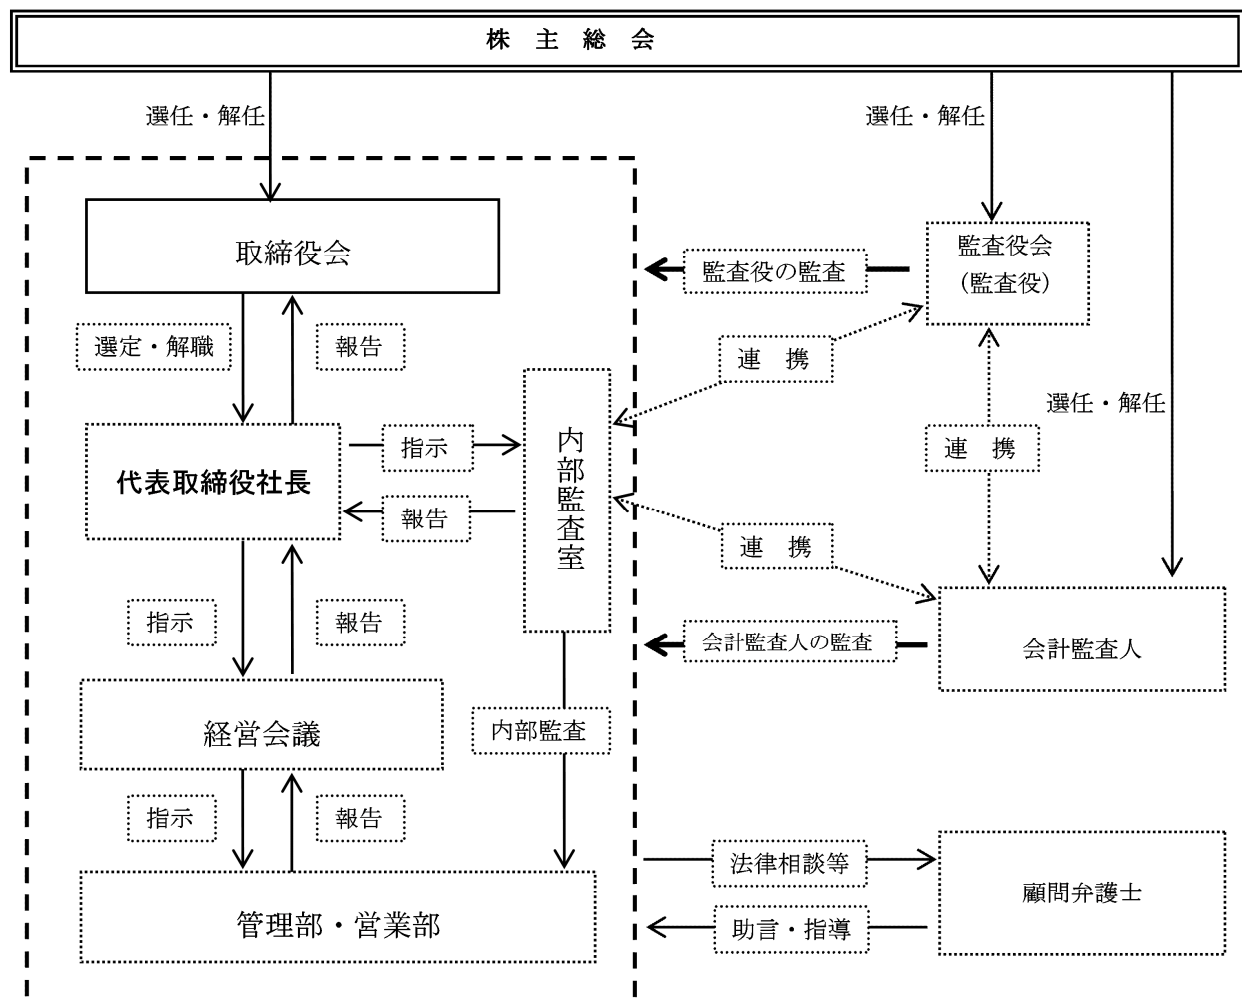 株 主 総 会
選任・解任
選任・解任
取締役会
監査役の監査
監査役会
（監査役）
選定・解職
報告
連 携
選任・解任
代表取締役社長
指示
報告
内部監査室
連 携
連 携
指示
報告
会計監査人の監査
会計監査人
経営会議
内部監査
指示
報告
法律相談等
顧問弁護士
管理部・営業部
助言・指導